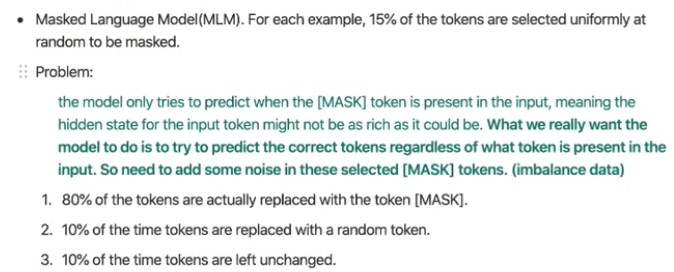 • Masked Language Model(MLM). For each example, 15% of the tokens are selected uniformly at
random to be masked.
Problem:
the model only tries to predict when the [MASK] token is present in the input, meaning the
hidden state for the input token might not be as rich as it could be. What we really want the
model to do is to try to predict the correct tokens regardless of what token is present in the
input. So need to add some noise in these selected [MASK] tokens. (imbalance data)
1. 80% of the tokens are actually replaced with the token [MASK].
2. 10% of the time tokens are replaced with a random token.
3. 10% of the time tokens are left unchanged.